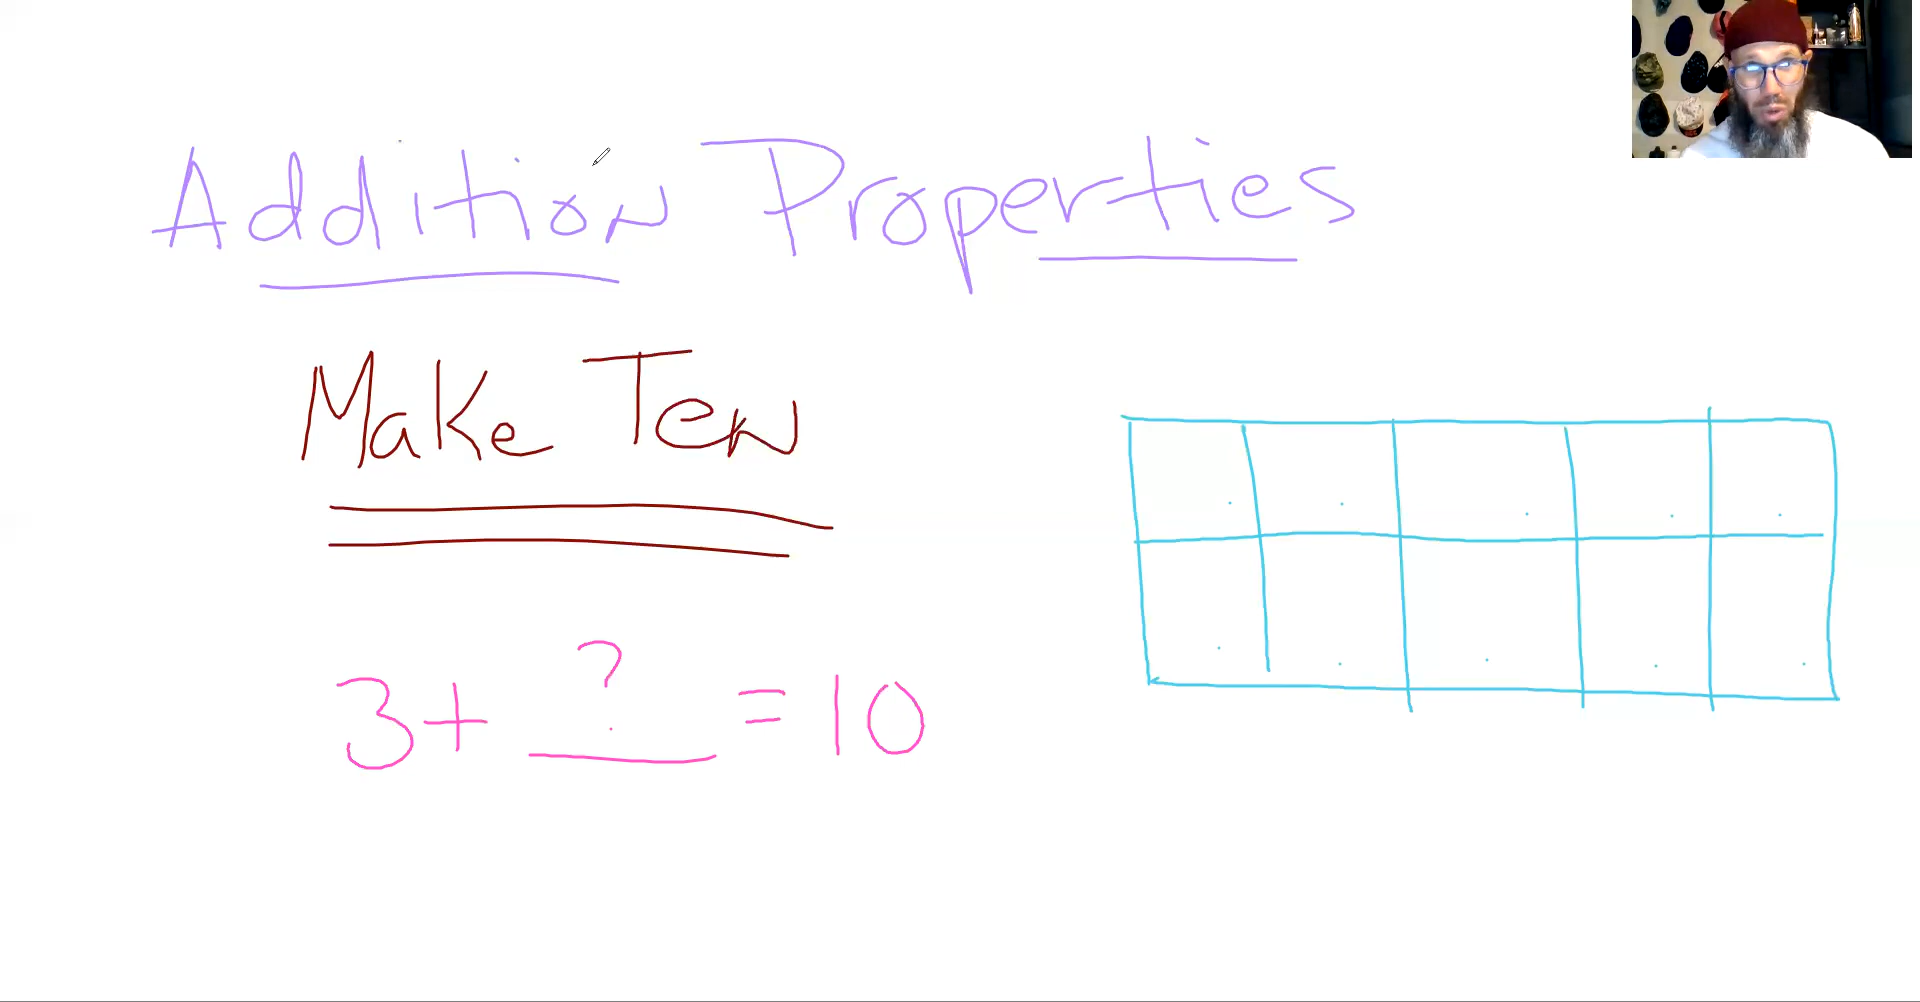 Addition Properties
Make Ten
3 + ? = 10